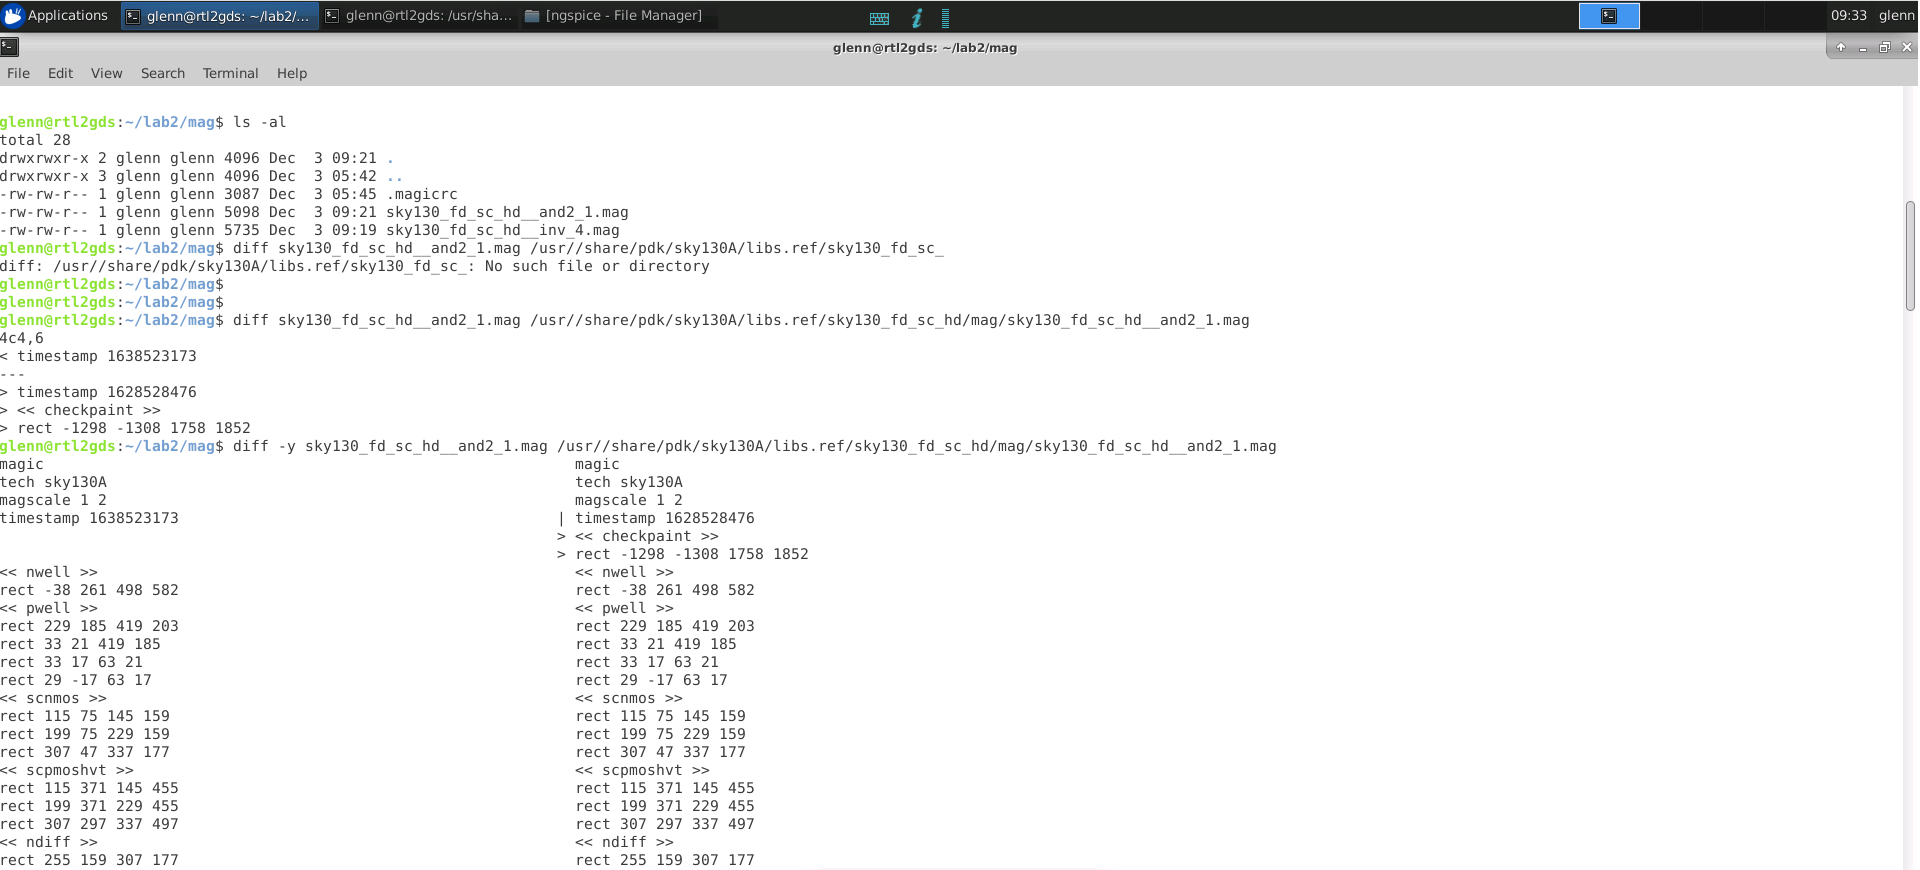 Applications glenn@rtl2gds: ~/lab2/... glenn@rtl2gds: /usr/sha... [ngspice - File Manager] 09:33 glenn
glenn@rtl2gds: ~/lab2/mag
File Edit View Search Terminal Help
glenn@rtl2gds:~/lab2/mag$ ls -al
total 28
drwxrwxr-x 2 glenn glenn 4096 Dec  3 09:21 .
drwxrwxr-x 3 glenn glenn 4096 Dec  3 05:42 ..
-rw-rw-r-- 1 glenn glenn 3087 Dec  3 05:45 .magicrc
-rw-rw-r-- 1 glenn glenn 5098 Dec  3 09:21 sky130_fd_sc_hd__and2_1.mag
-rw-rw-r-- 1 glenn glenn 5735 Dec  3 09:19 sky130_fd_sc_hd__inv_4.mag
glenn@rtl2gds:~/lab2/mag$ diff sky130_fd_sc_hd__and2_1.mag /usr//share/pdk/sky130A/libs.ref/sky130_fd_sc_
diff: /usr//share/pdk/sky130A/libs.ref/sky130_fd_sc_: No such file or directory
glenn@rtl2gds:~/lab2/mag$
glenn@rtl2gds:~/lab2/mag$
glenn@rtl2gds:~/lab2/mag$ diff sky130_fd_sc_hd__and2_1.mag /usr//share/pdk/sky130A/libs.ref/sky130_fd_sc_hd/mag/sky130_fd_sc_hd__and2_1.mag
4c4,6
< timestamp 1638523173
---
> timestamp 1628528476
> << checkpaint >>
> rect -1298 -1308 1758 1852
glenn@rtl2gds:~/lab2/mag$ diff -y sky130_fd_sc_hd__and2_1.mag /usr//share/pdk/sky130A/libs.ref/sky130_fd_sc_hd/mag/sky130_fd_sc_hd__and2_1.mag
magic magic
tech sky130A tech sky130A
magscale 1 2 magscale 1 2
timestamp 1638523173 | timestamp 1628528476
> << checkpaint >>
> rect -1298 -1308 1758 1852
<< nwell >> << nwell >>
rect -38 261 498 582 rect -38 261 498 582
<< pwell >> << pwell >>
rect 229 185 419 203 rect 229 185 419 203
rect 33 21 419 185 rect 33 21 419 185
rect 33 17 63 21 rect 33 17 63 21
rect 29 -17 63 17 rect 29 -17 63 17
<< scnmos >> << scnmos >>
rect 115 75 145 159 rect 115 75 145 159
rect 199 75 229 159 rect 199 75 229 159
rect 307 47 337 177 rect 307 47 337 177
<< scpmoshvt >> << scpmoshvt >>
rect 115 371 145 455 rect 115 371 145 455
rect 199 371 229 455 rect 199 371 229 455
rect 307 297 337 497 rect 307 297 337 497
<< ndiff >> << ndiff >>
rect 255 159 307 177 rect 255 159 307 177